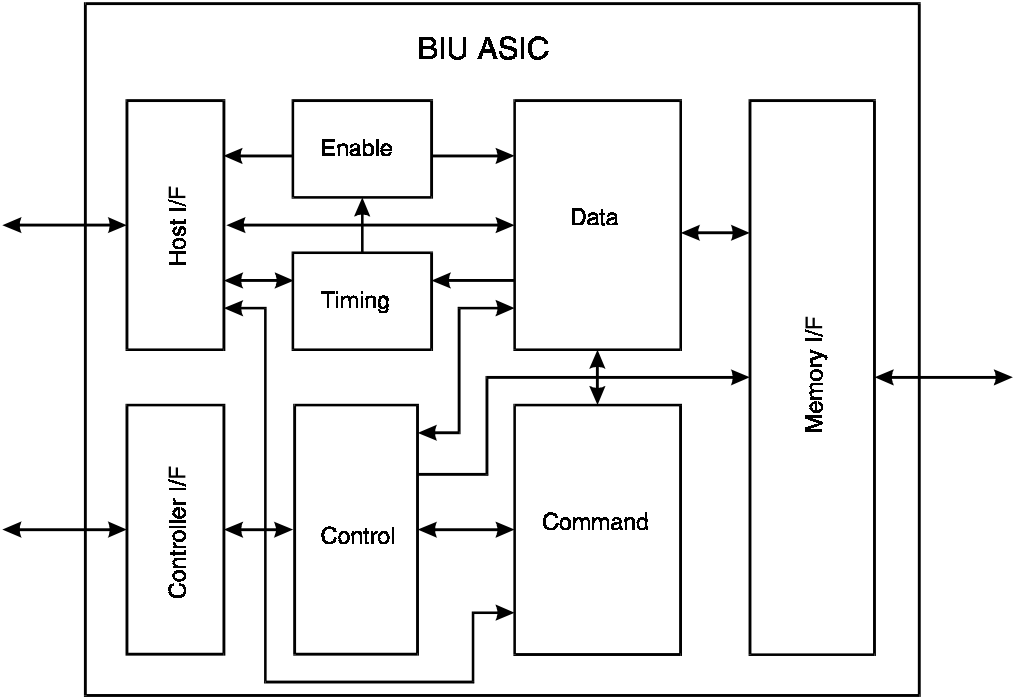 BIU ASIC
Enable
Host I/F
Data
Timing
Memory I/F
Controller I/F
Control
Command